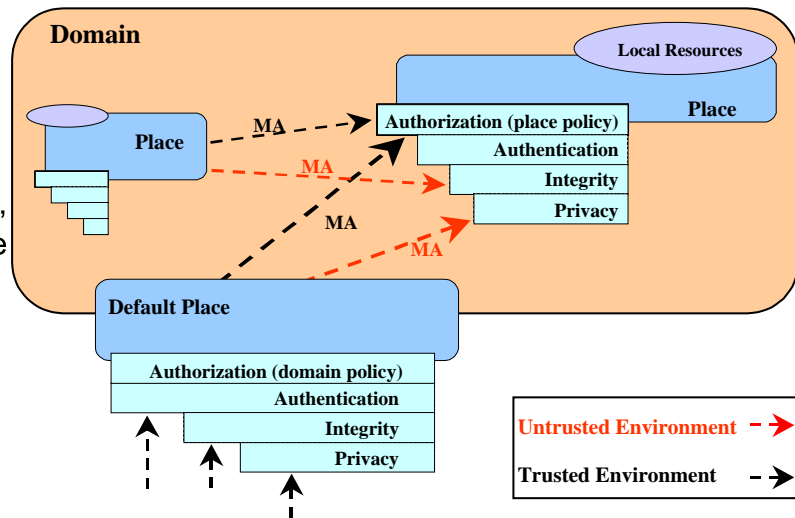 Domain
Local Resources
Place
Place
MA
Authorization (place policy)
Authentication
MA
Integrity
Privacy
MA
,
e
MA
Default Place
Authorization (domain policy)
Authentication
Integrity
Privacy
Untrusted Environment
Trusted Environment